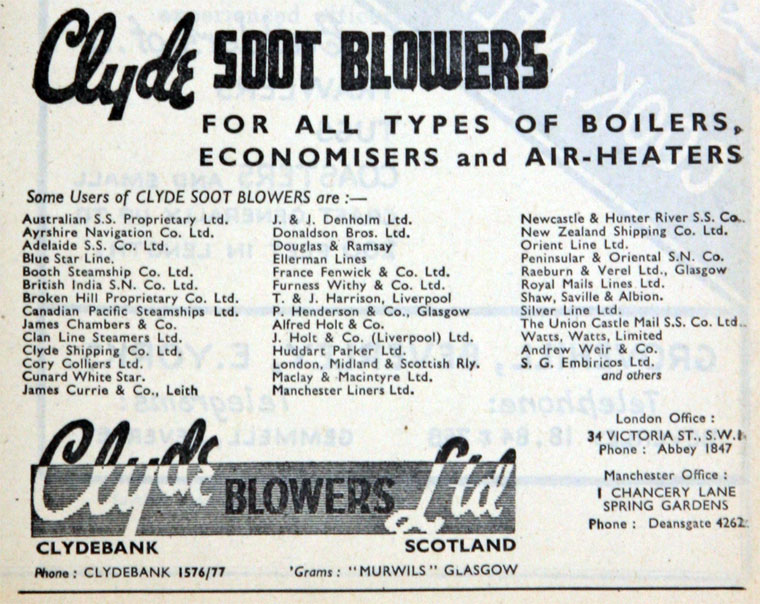 Clyde SOOT BLOWERS
FOR ALL TYPES OF BOILERS,
ECONOMISERS and AIR-HEATERS
Some Users of CLYDE SOOT BLOWERS are :—
Australian S.S. Proprietary Ltd.
Ayrshire Navigation Co. Ltd.
Adelaide S.S. Co. Ltd.
Blue Star Line.
Booth Steamship Co. Ltd.
British India S.N. Co. Ltd.
Broken Hill Proprietary Co. Ltd.
Canadian Pacific Steamships Ltd.
James Chambers & Co.
Clan Line Steamers Ltd.
Clyde Shipping Co. Ltd.
Cory Colliers Ltd.
Cunard White Star.
James Currie & Co., Leith
J. & J. Denholm Ltd.
Donaldson Bros. Ltd.
Douglas & Ramsay
Ellerman Lines
France Fenwick & Co. Ltd.
Furness Withy & Co. Ltd.
T. & J. Harrison, Liverpool
P. Henderson & Co., Glasgow
Alfred Holt & Co.
J. Holt & Co. (Liverpool) Ltd.
Huddart Parker Ltd.
London, Midland & Scottish Rly.
Maclay & Macintyre Ltd.
Manchester Liners Ltd.
Newcastle & Hunter River S.S. Co.
New Zealand Shipping Co. Ltd.
Orient Line Ltd.
Peninsular & Oriental S.N. Co.
Raeburn & Verel Ltd., Glasgow
Royal Mails Lines Ltd.
Shaw, Saville & Albion.
Silver Line Ltd.
The Union Castle Mail S.S. Co. Ltd.
Watts, Watts, Limited
Andrew Weir & Co.
S. G. Embiricos Ltd.
and others
Clyde BLOWERS Ltd
CLYDEBANK SCOTLAND
Phone : CLYDEBANK 1576/77 'Grams : "MURWILS" GLASGOW
London Office :
34 VICTORIA ST., S.W.1
Phone : Abbey 1847
Manchester Office :
1 CHANCERY LANE
SPRING GARDENS
Phone : Deansgate 4262